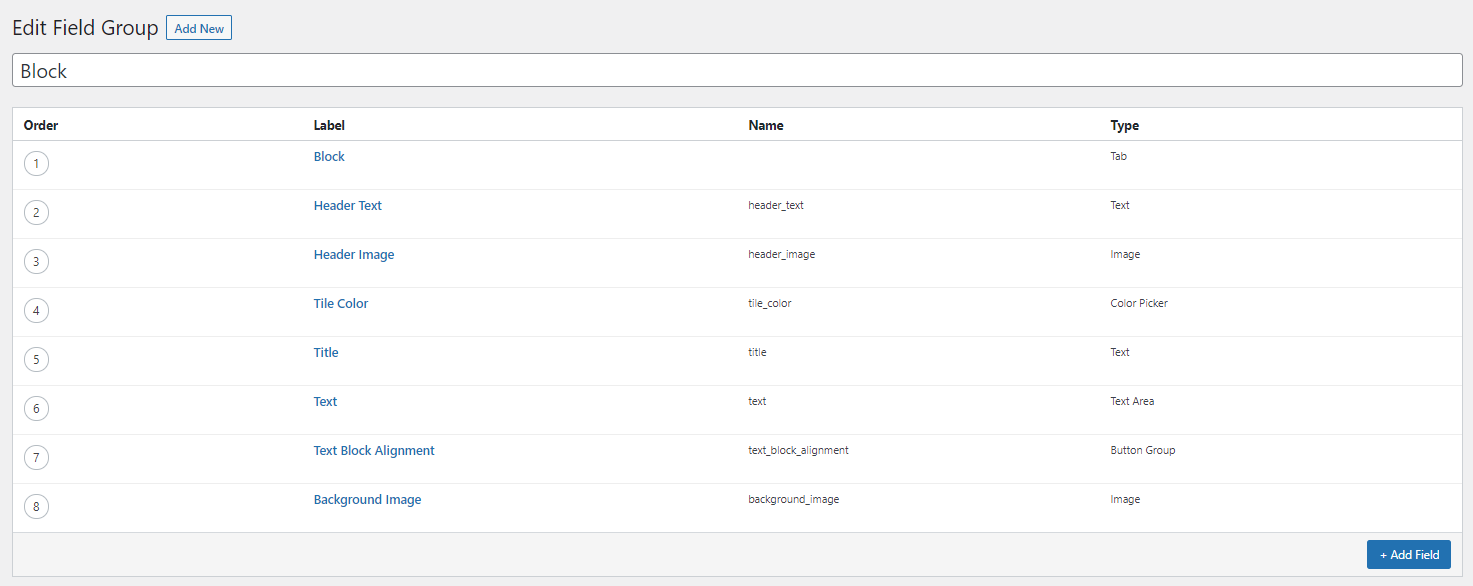 Edit Field Group Add New
Block
Order Label Name Type
1 Block Tab
2 Header Text header_text Text
3 Header Image header_image Image
4 Tile Color tile_color Color Picker
5 Title title Text
6 Text text Text Area
7 Text Block Alignment text_block_alignment Button Group
8 Background Image background_image Image
+ Add Field